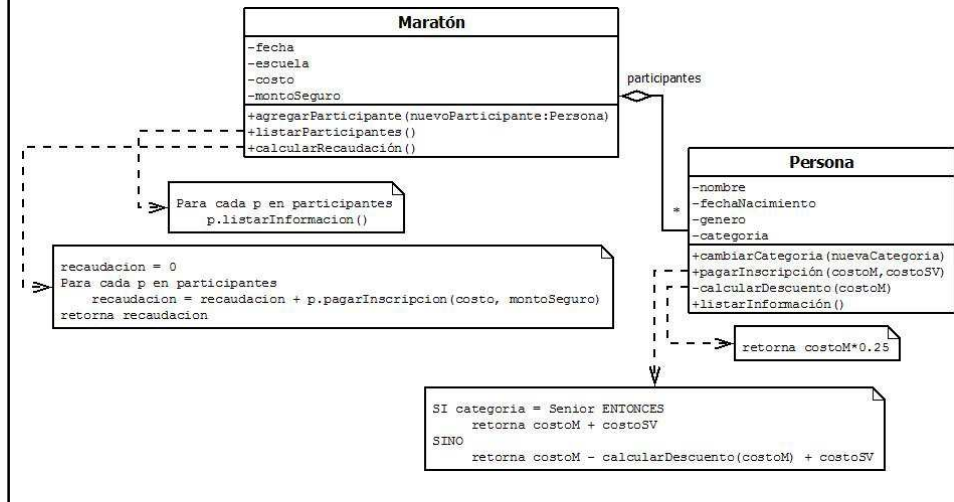 Maratón
-fecha
-escuela
-costo
-montoSeguro
+agregarParticipante(nuevoParticipante:Persona)
+listarParticipantes()
+calcularRecaudación()
participantes
*
Persona
-nombre
-fechaNacimiento
-genero
-categoria
+cambiarCategoria(nuevaCategoria)
+pagarInscripción(costoM,costoSV)
-calcularDescuento(costoM)
+listarInformación()
Para cada p en participantes
p.listarInformacion()
recaudacion = 0
Para cada p en participantes
recaudacion = recaudacion + p.pagarInscripcion(costo, montoSeguro)
retorna recaudacion
retorna costoM*0.25
SI categoria = Senior ENTONCES
retorna costoM + costoSV
SINO
retorna costoM - calcularDescuento(costoM) + costoSV